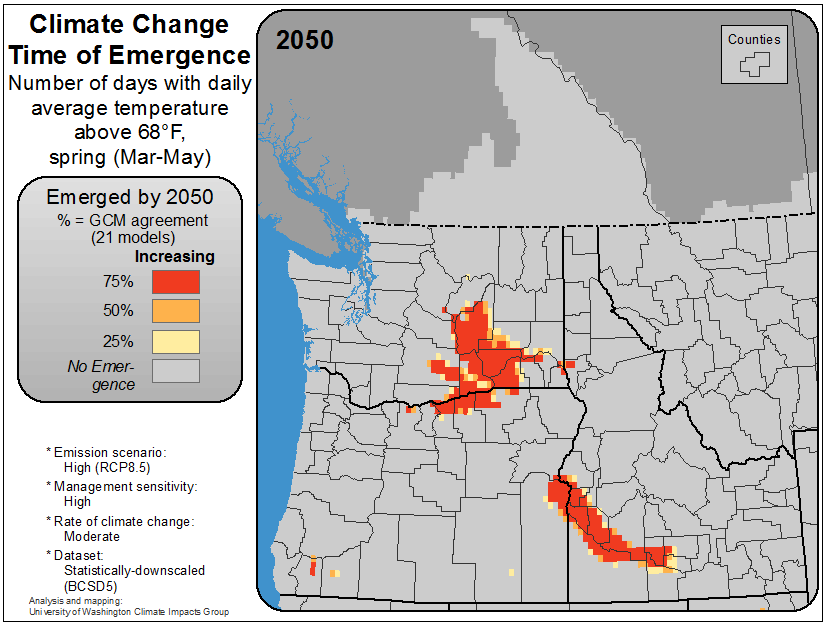 Climate Change
Time of Emergence
Number of days with daily
average temperature
above 68°F,
spring (Mar-May)
Emerged by 2050
% = GCM agreement
(21 models)
Increasing
75%
50%
25%
No Emer-
gence
* Emission scenario:
High (RCP8.5)
* Management sensitivity:
High
* Rate of climate change:
Moderate
* Dataset:
Statistically-downscaled
(BCSD5)
Analysis and mapping:
University of Washington Climate Impacts Group
2050
Counties